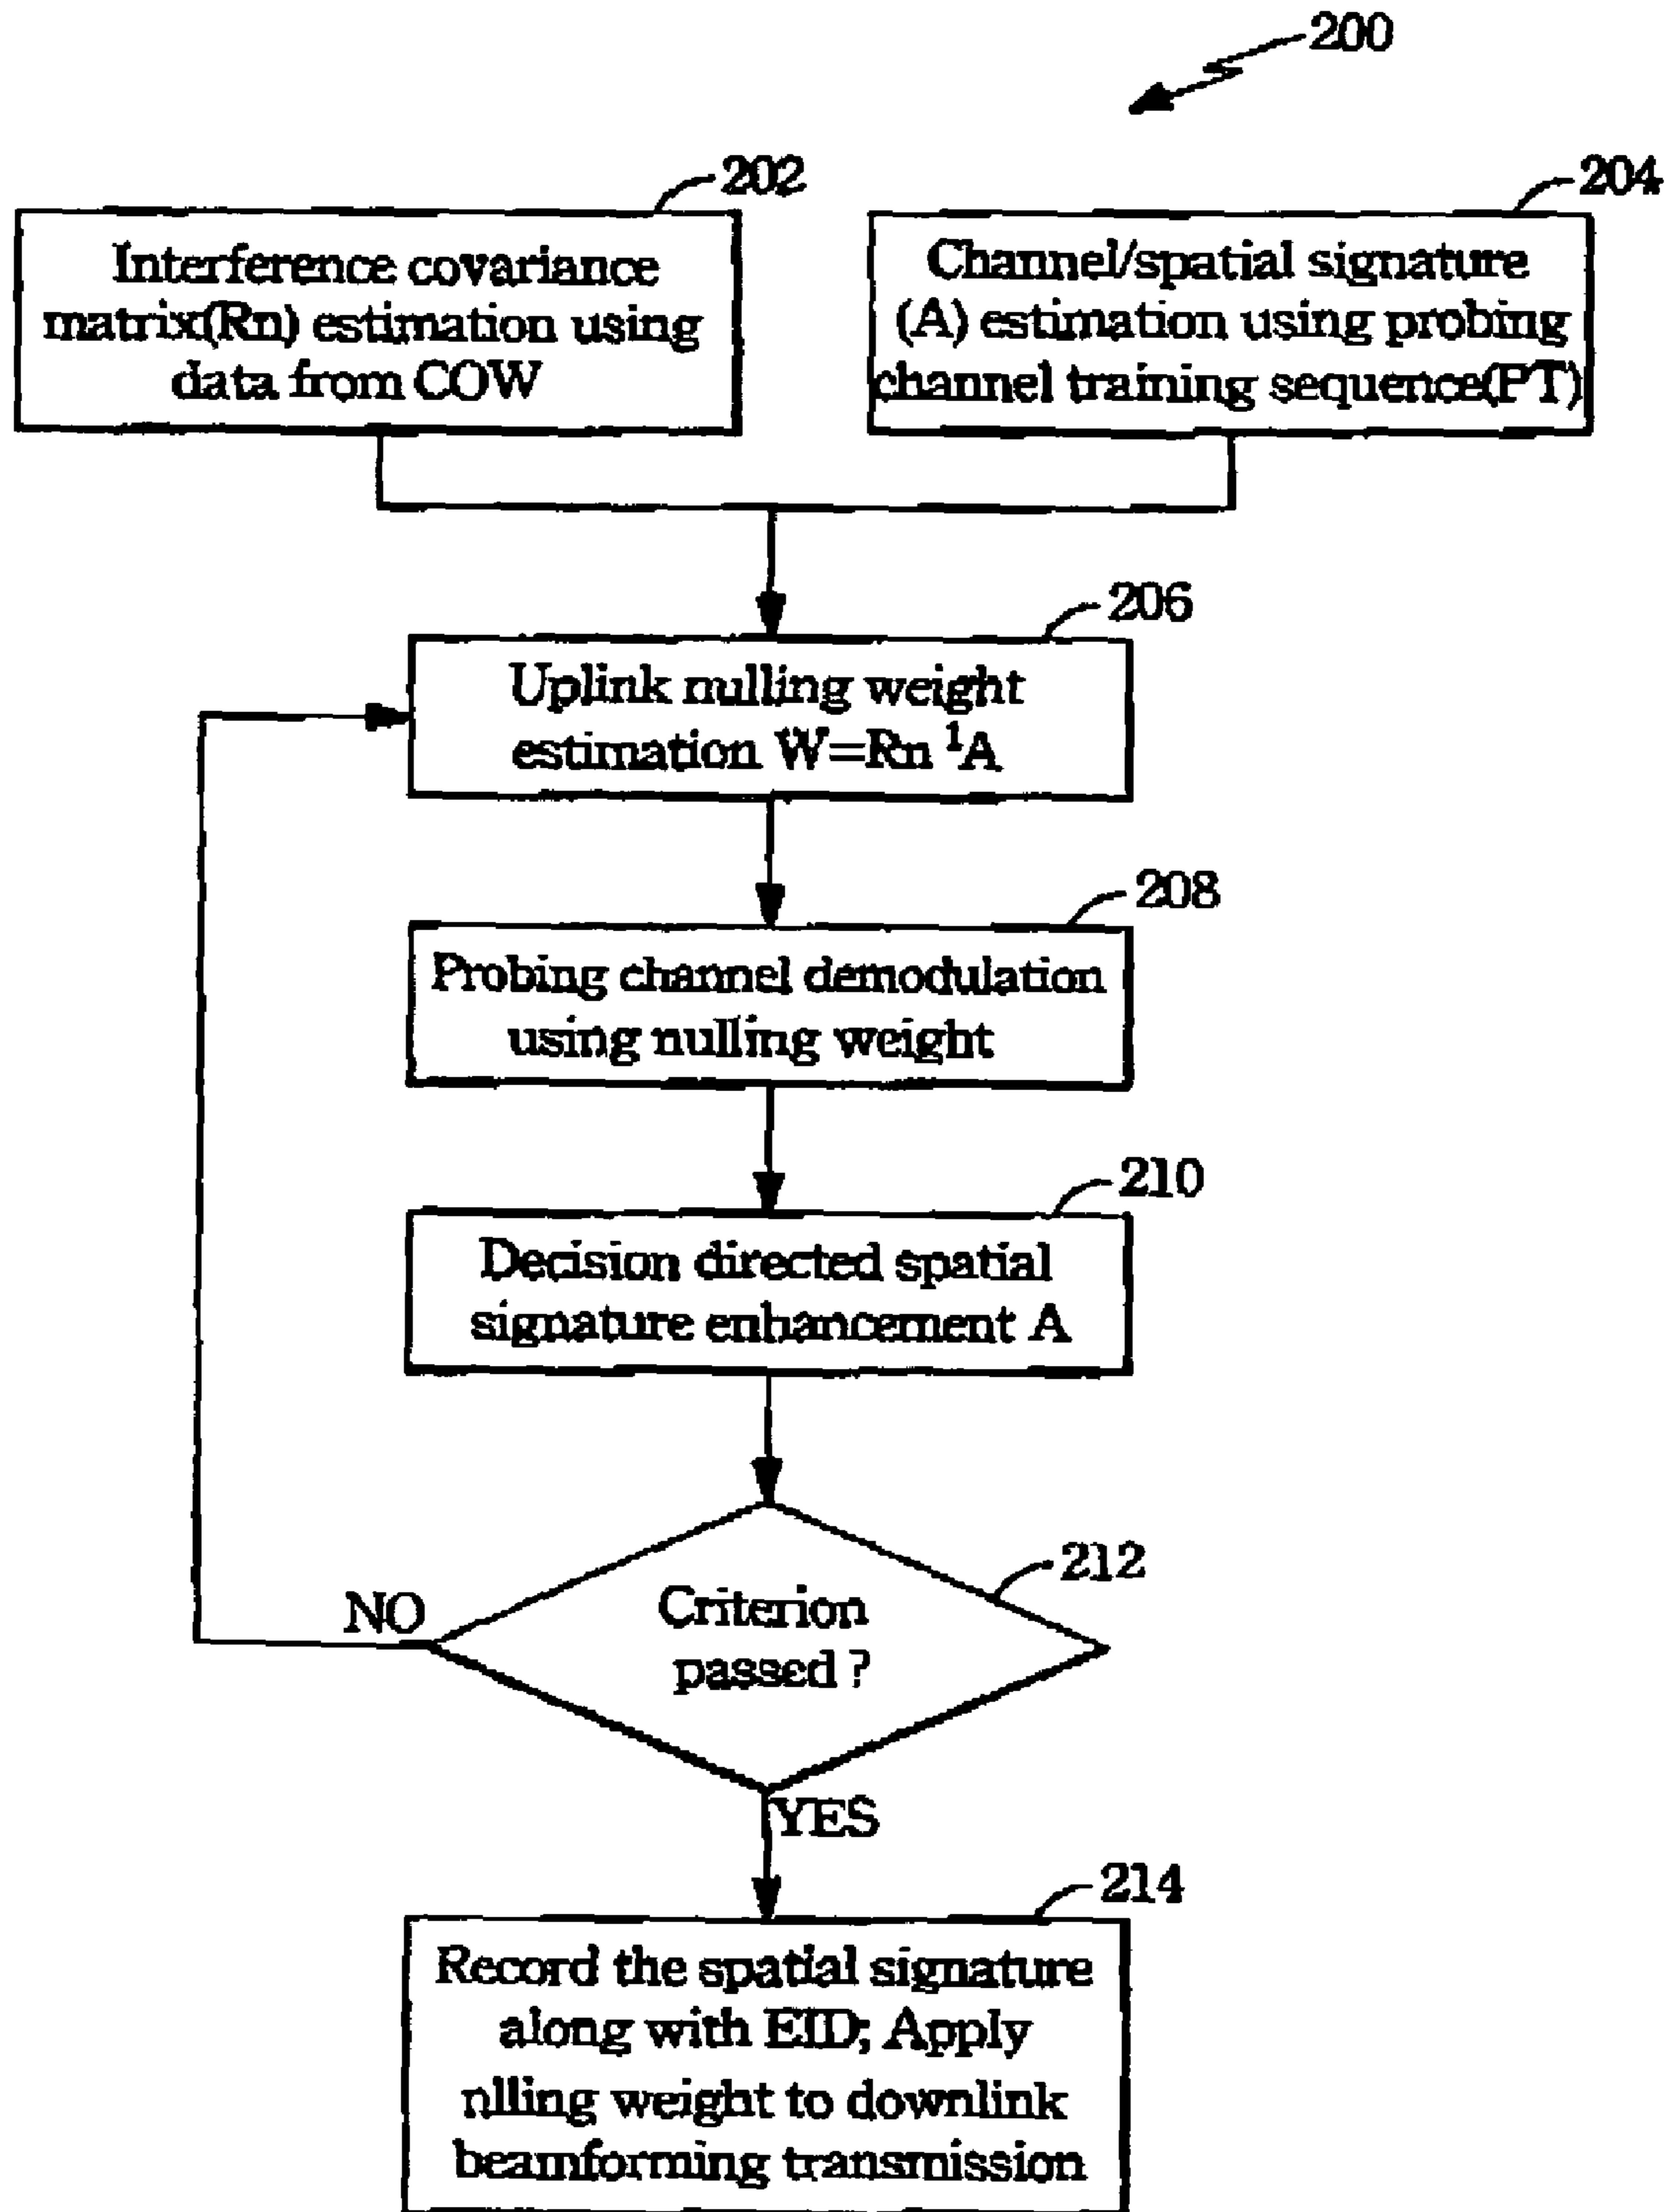 200
202
Interference covariance
matrix(Rn) estimation using
data from COW
204
Channel/spatial signature
(A) estimation using probing
channel training sequence(PT)
206
Uplink nulling weight
estimation W=Rn ¹A
208
Probing channel demodulation
using nulling weight
210
Decision directed spatial
signature enhancement A
212
Criterion
passed ?
NO
YES
214
Record the spatial signature
along with EID; Apply
nlling weight to downlink
beamforming transmission